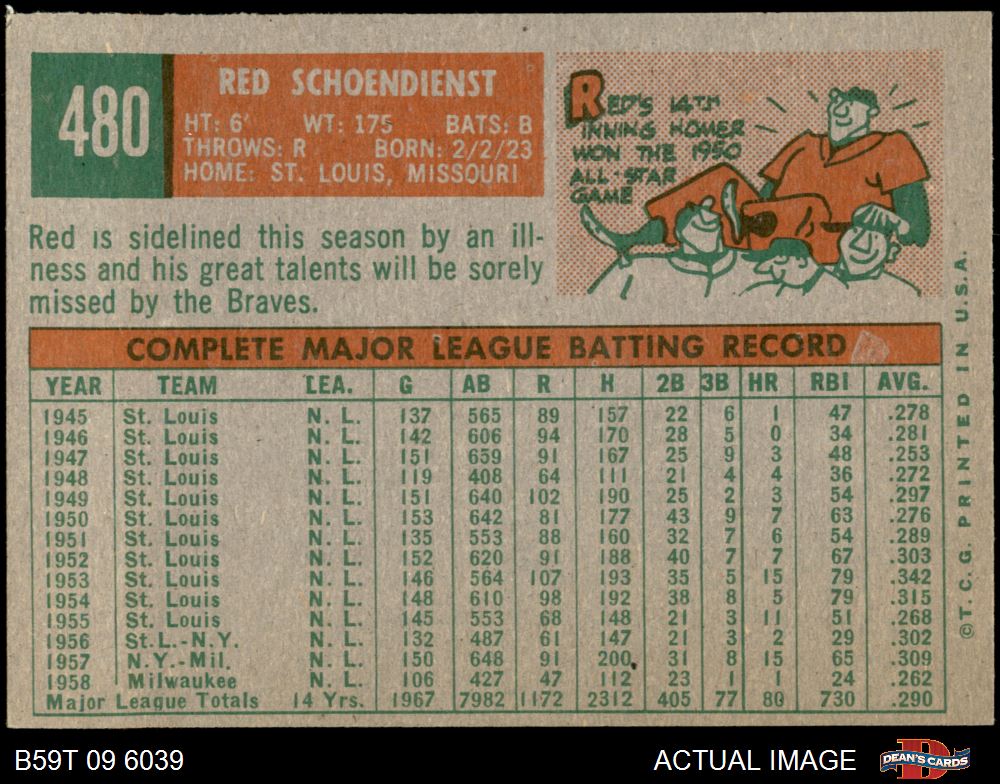 480
RED SCHOENDIENST
HT: 6' WT: 175 BATS: B
THROWS: R BORN: 2/2/23
HOME: ST. LOUIS, MISSOURI
RED'S 14TH
INNING HOMER
WON THE 1950
ALL-STAR
GAME
Red is sidelined this season by an ill-
ness and his great talents will be sorely
missed by the Braves.
COMPLETE MAJOR LEAGUE BATTING RECORD
YEAR TEAM LEA. G AB R H 2B 3B HR RBI AVG.
1945 St. Louis N. L. 137 565 89 157 22 6 1 47 .278
1946 St. Louis N. L. 142 606 94 170 28 5 0 34 .281
1947 St. Louis N. L. 151 659 91 167 25 9 3 48 .253
1948 St. Louis N. L. 119 408 64 111 21 4 4 36 .272
1949 St. Louis N. L. 151 640 102 190 25 2 3 54 .297
1950 St. Louis N. L. 153 642 81 177 43 9 7 63 .276
1951 St. Louis N. L. 135 553 88 160 32 7 6 54 .289
1952 St. Louis N. L. 152 620 91 188 40 7 7 67 .303
1953 St. Louis N. L. 146 564 107 193 35 5 15 79 .342
1954 St. Louis N. L. 148 610 98 192 38 8 5 79 .315
1955 St. Louis N. L. 145 553 68 148 21 3 11 51 .268
1956 St.L.-N.Y. N. L. 132 487 61 147 21 3 2 29 .302
1957 N.Y.-Mil. N. L. 150 648 91 200 31 8 15 65 .309
1958 Milwaukee N. L. 106 427 47 112 23 1 1 24 .262
Major League Totals 14 Yrs. 1967 7982 1172 2312 405 77 80 730 .290
©T.C.G. PRINTED IN U.S.A.
B59T 09 6039
ACTUAL IMAGE
D
DEAN'S CARDS